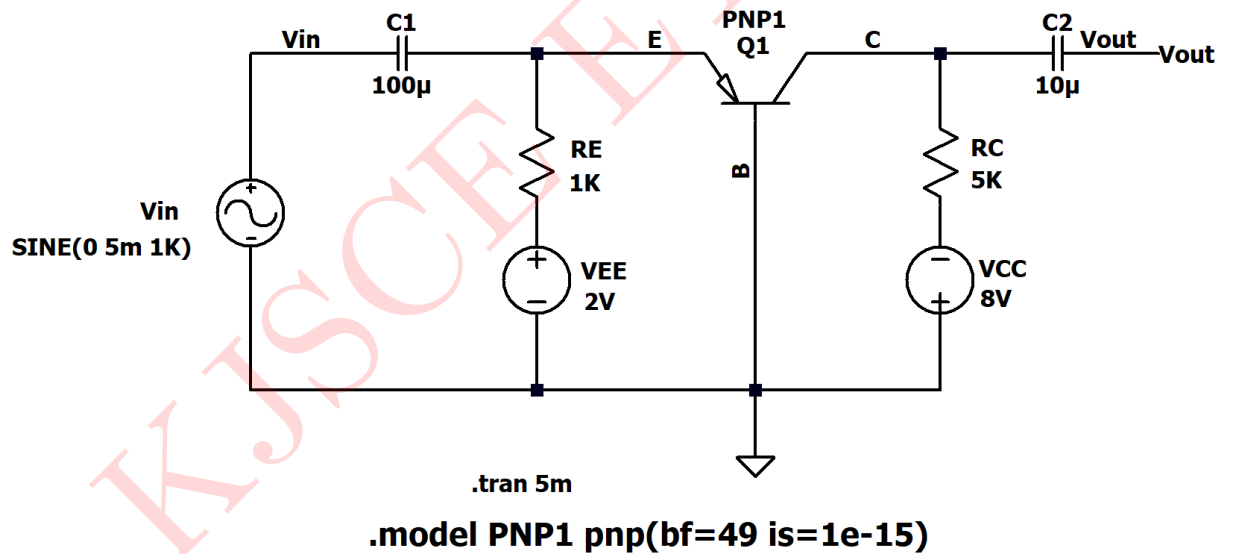 PNP1
C1
C2
Vin
E
Q1
C
Vout
Vout
100µ
10µ
RE
1K
RC
5K
B
Vin
SINE(0 5m 1K)
VEE
2V
VCC
8V
.tran 5m
.model PNP1 pnp(bf=49 is=1e-15)
KJSCE E